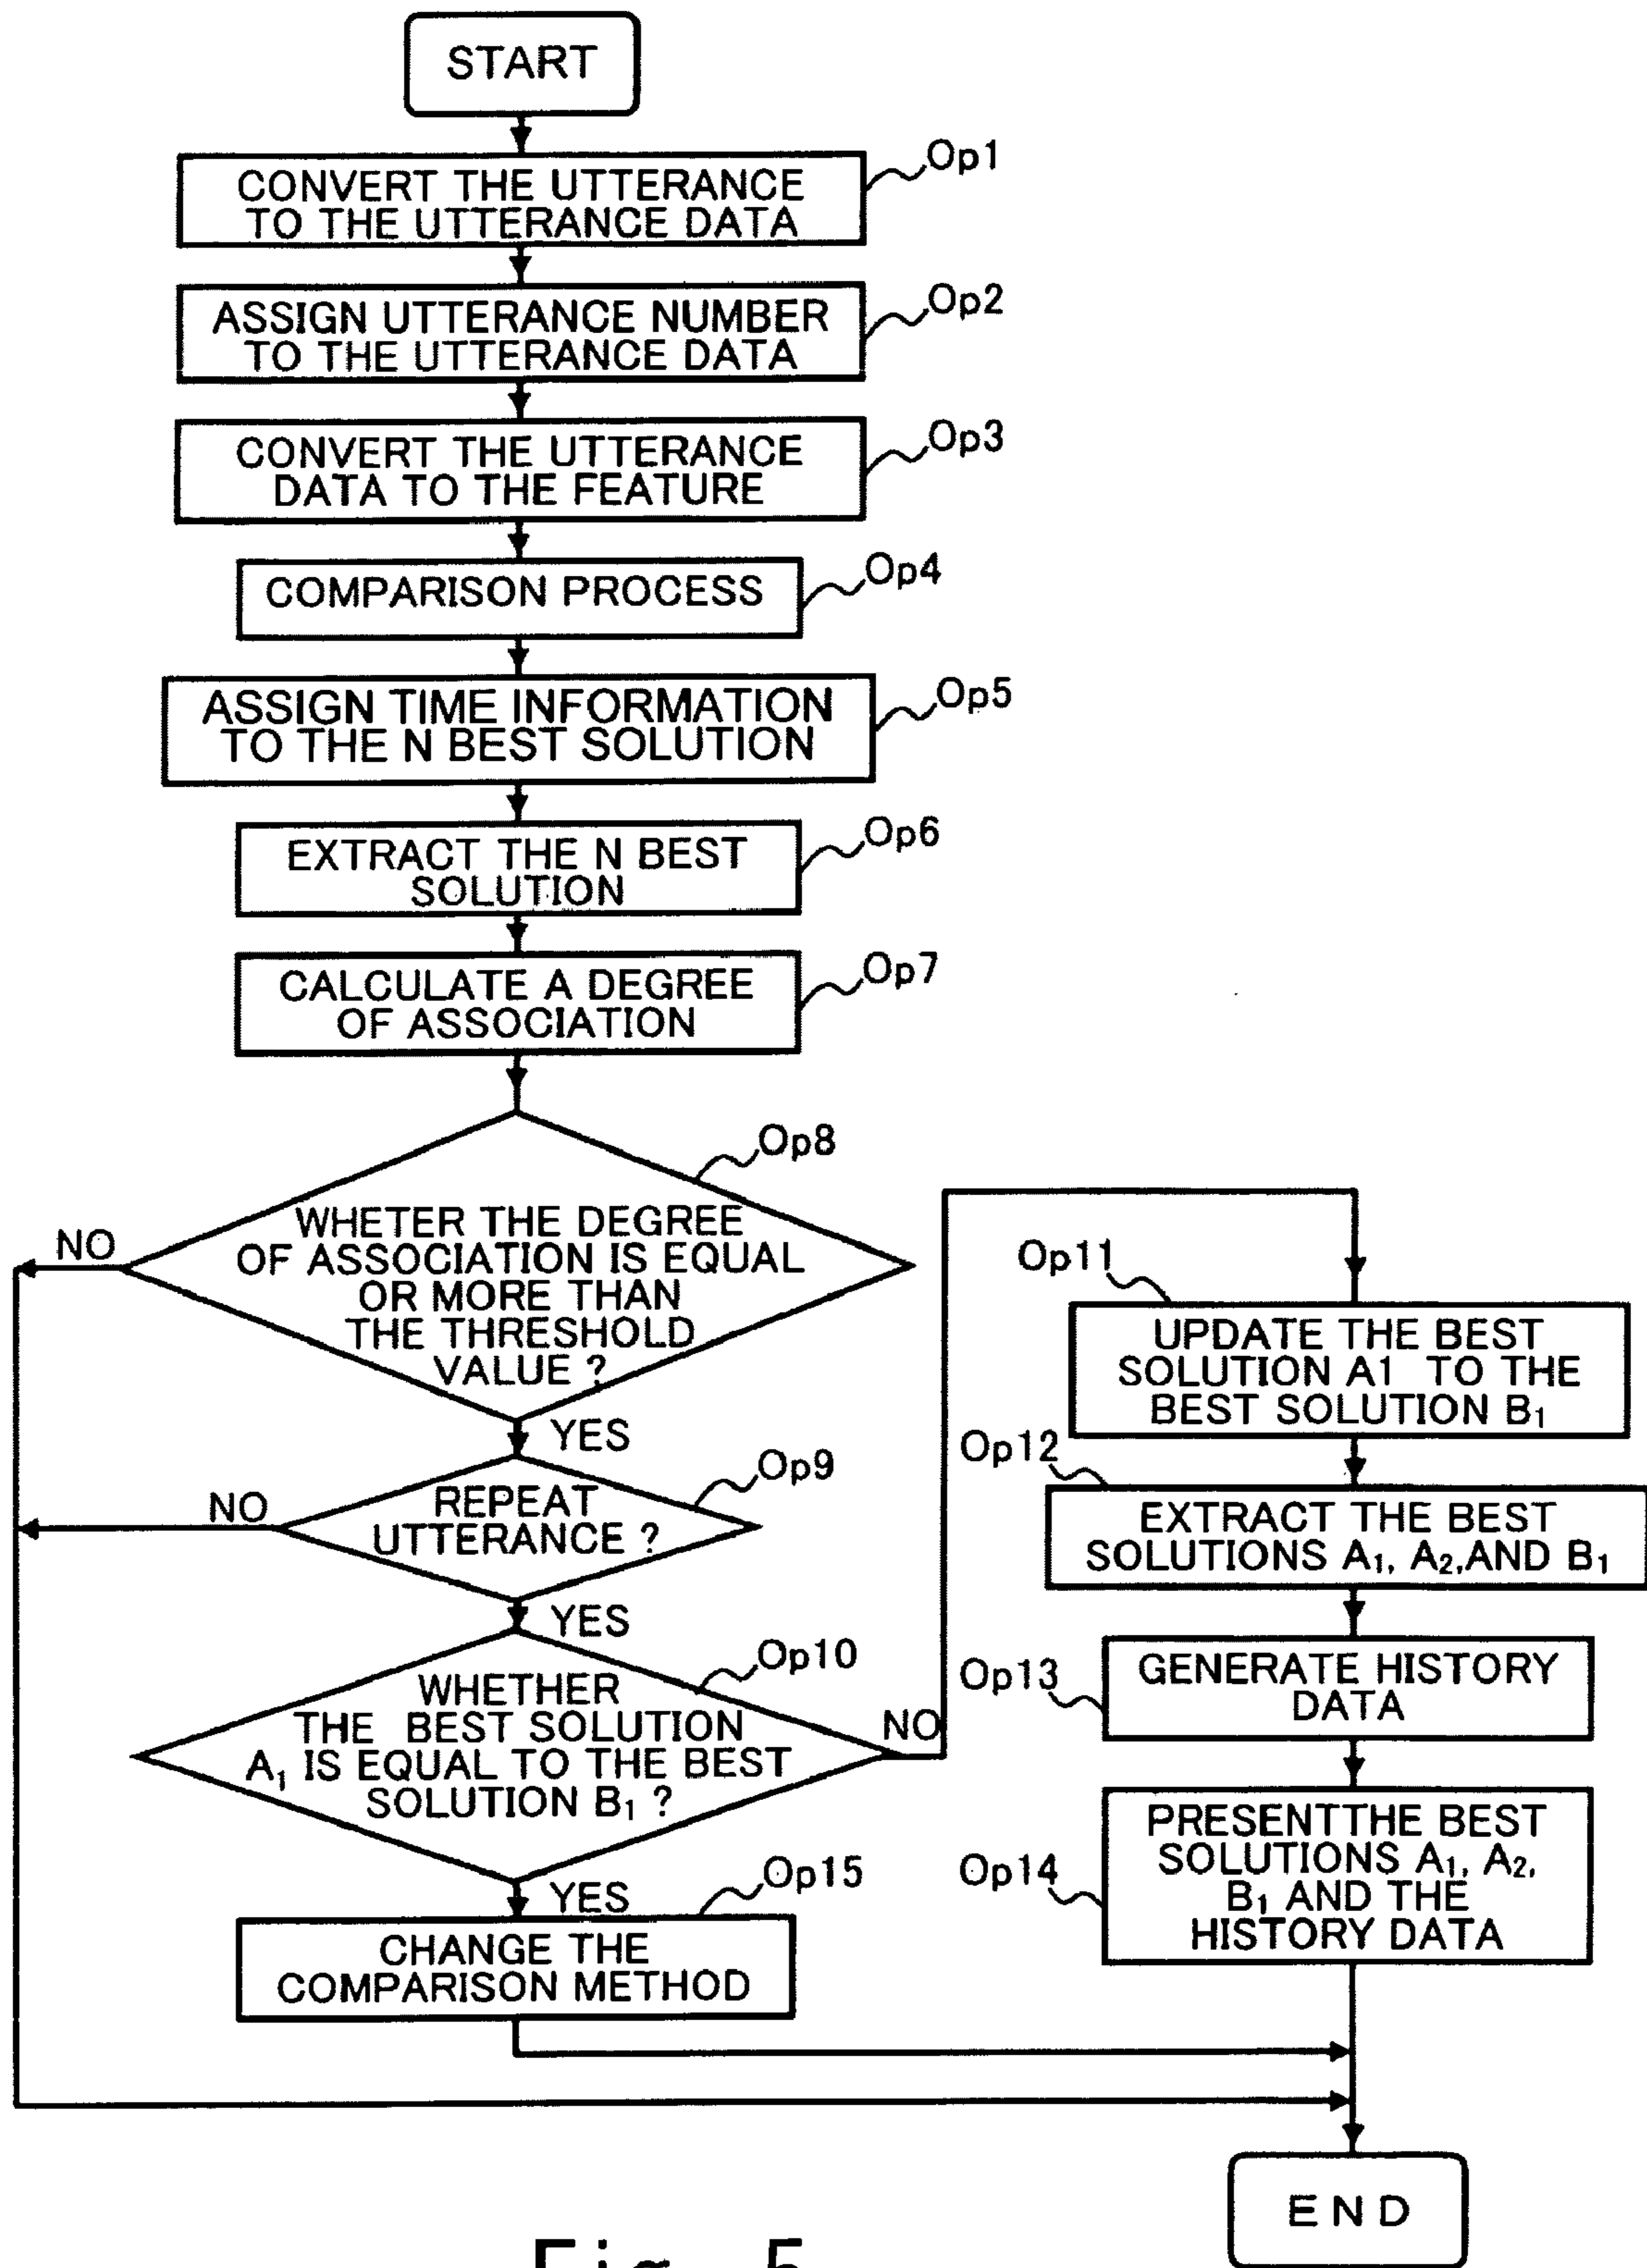 START
Op1
CONVERT THE UTTERANCE
TO THE UTTERANCE DATA
Op2
ASSIGN UTTERANCE NUMBER
TO THE UTTERANCE DATA
Op3
CONVERT THE UTTERANCE
DATA TO THE FEATURE
Op4
COMPARISON PROCESS
Op5
ASSIGN TIME INFORMATION
TO THE N BEST SOLUTION
Op6
EXTRACT THE N BEST
SOLUTION
Op7
CALCULATE A DEGREE
OF ASSOCIATION
Op8
WHETER THE DEGREE
OF ASSOCIATION IS EQUAL
OR MORE THAN
THE THRESHOLD
VALUE ?
NO
YES
Op9
REPEAT
UTTERANCE ?
NO
YES
Op10
WHETHER
THE BEST SOLUTION
A₁ IS EQUAL TO THE BEST
SOLUTION B₁ ?
NO
YES
Op15
CHANGE THE
COMPARISON METHOD
Op11
UPDATE THE BEST
SOLUTION A1 TO THE
BEST SOLUTION B₁
Op12
EXTRACT THE BEST
SOLUTIONS A₁, A₂,AND B₁
Op13
GENERATE HISTORY
DATA
Op14
PRESENTTHE BEST
SOLUTIONS A₁, A₂,
B₁ AND THE
HISTORY DATA
END
Fig. 5